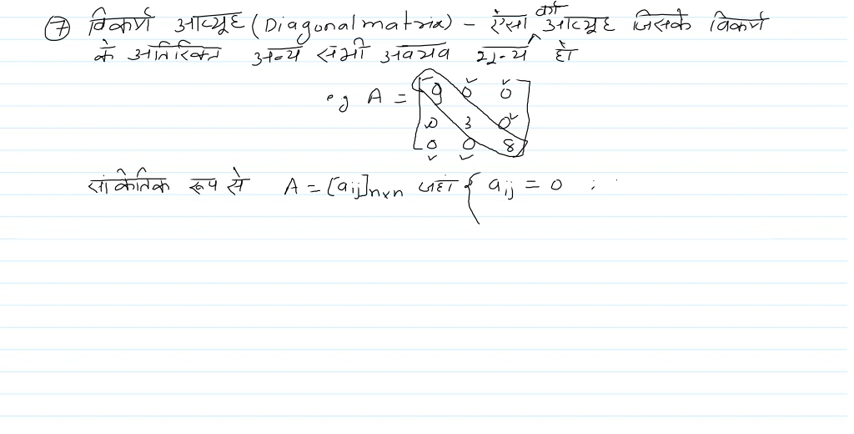 ⑦ विकर्ण आव्यूह (Diagonal matrix) - ऐसा वर्ग आव्यूह जिसके विकर्ण
के अतिरिक्त अन्य सभी अवयव शून्य हो
eg A = [9 0 0
0 3 0
0 0 8]
सांकेतिक रूप से A = [aij]n×n जहाँ { aij = 0 ;